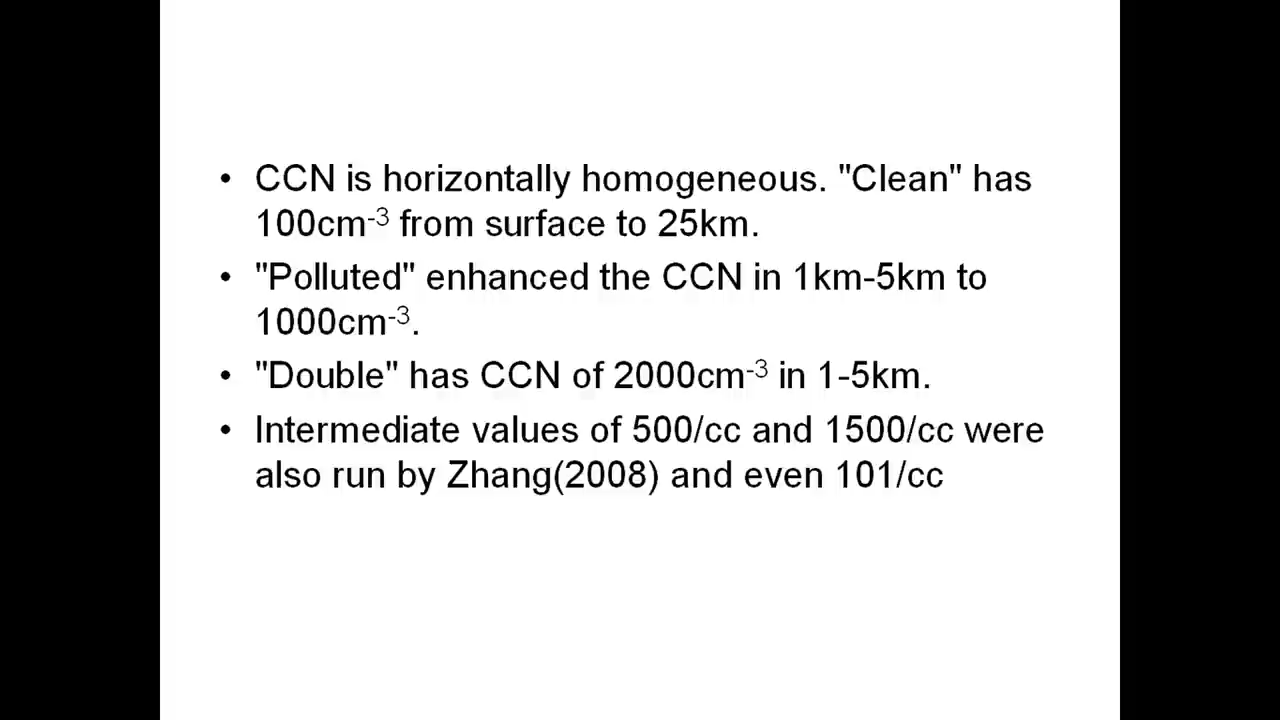 • CCN is horizontally homogeneous. "Clean" has
100cm⁻³ from surface to 25km.
• "Polluted" enhanced the CCN in 1km-5km to
1000cm⁻³.
• "Double" has CCN of 2000cm⁻³ in 1-5km.
• Intermediate values of 500/cc and 1500/cc were
also run by Zhang(2008) and even 101/cc